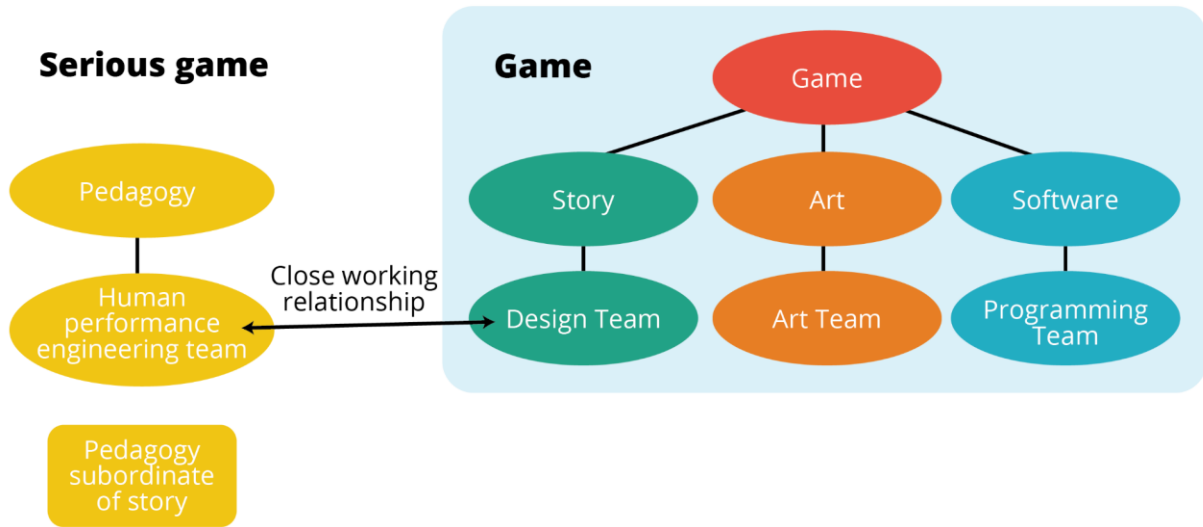 Serious game
Game
Game
Pedagogy
Story
Art
Software
Close working
relationship
Human
performance
engineering team
Design Team
Art Team
Programming
Team
Pedagogy
subordinate
of story